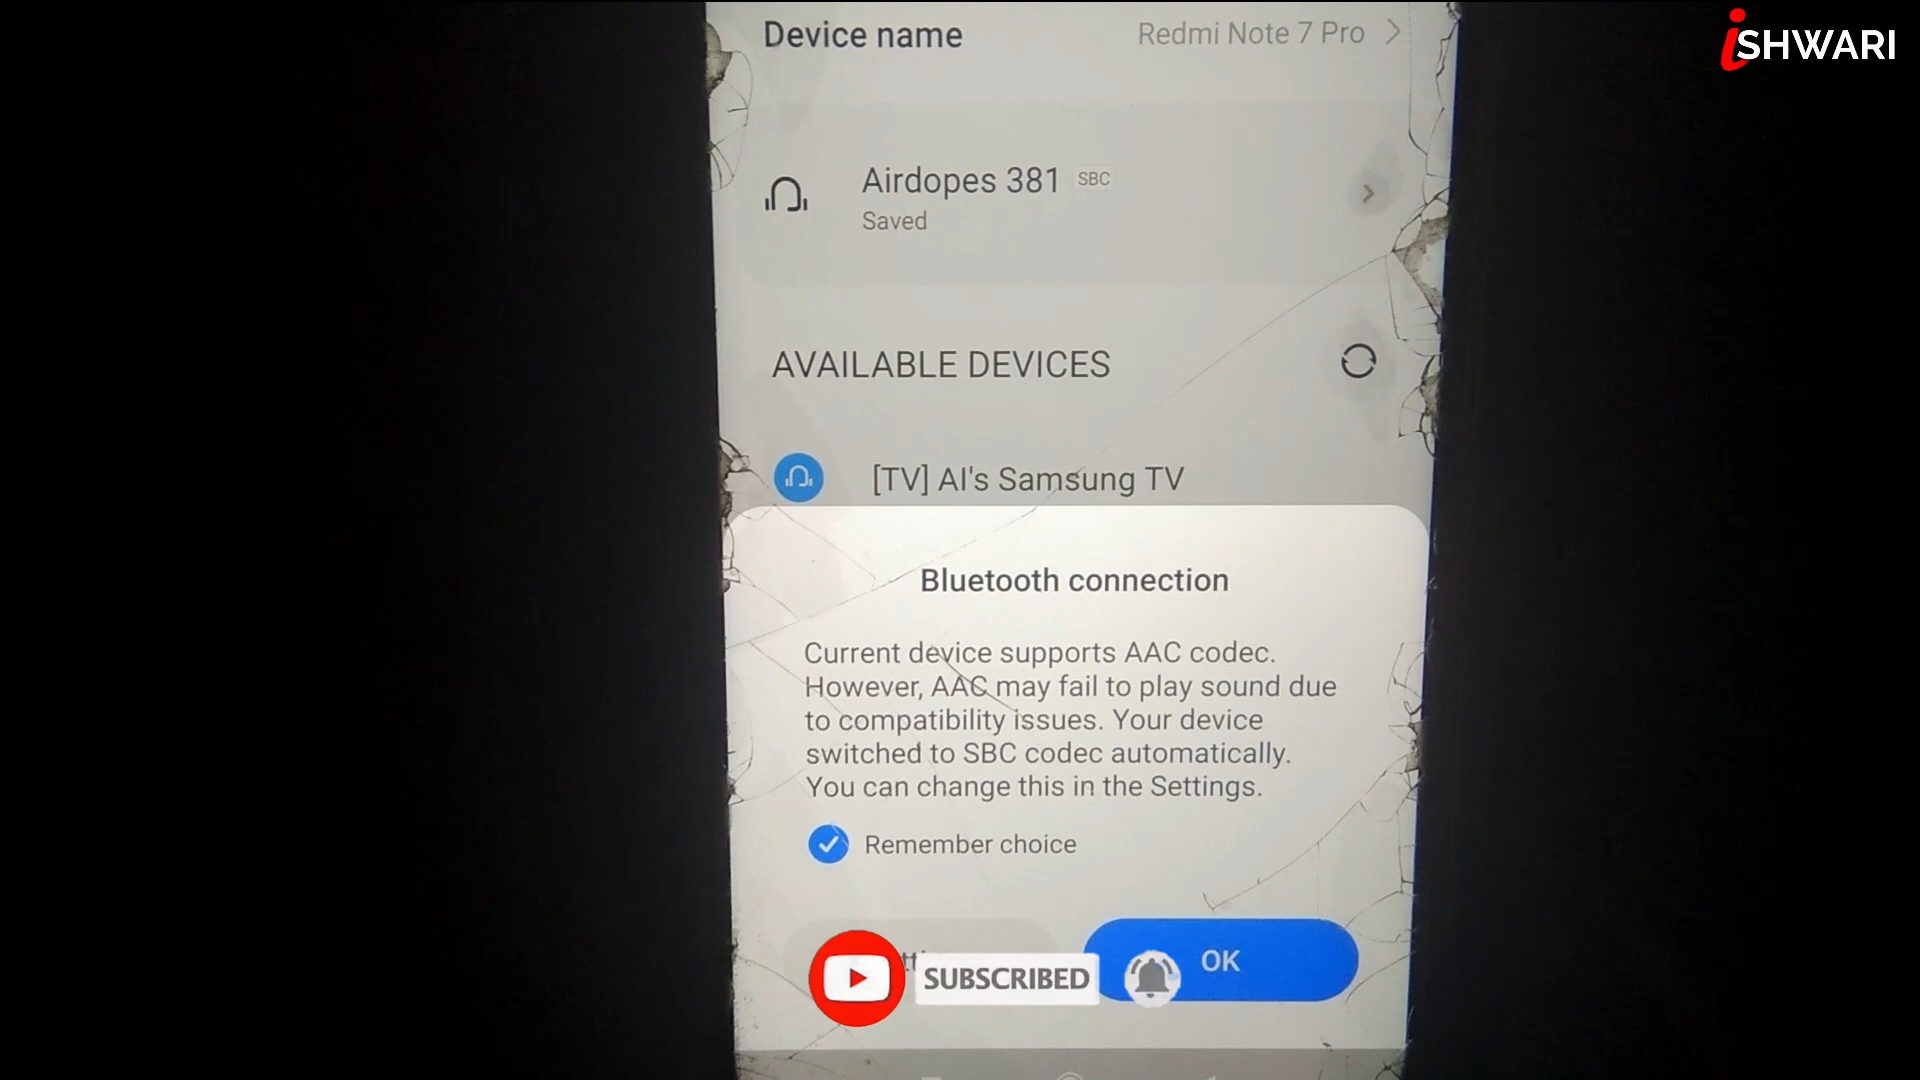 iSHWARI
Device name
Redmi Note 7 Pro
Airdopes 381 SBC
Saved
AVAILABLE DEVICES
[TV] AI's Samsung TV
Bluetooth connection
Current device supports AAC codec.
However, AAC may fail to play sound due
to compatibility issues. Your device
switched to SBC codec automatically.
You can change this in the Settings.
Remember choice
OK
SUBSCRIBED